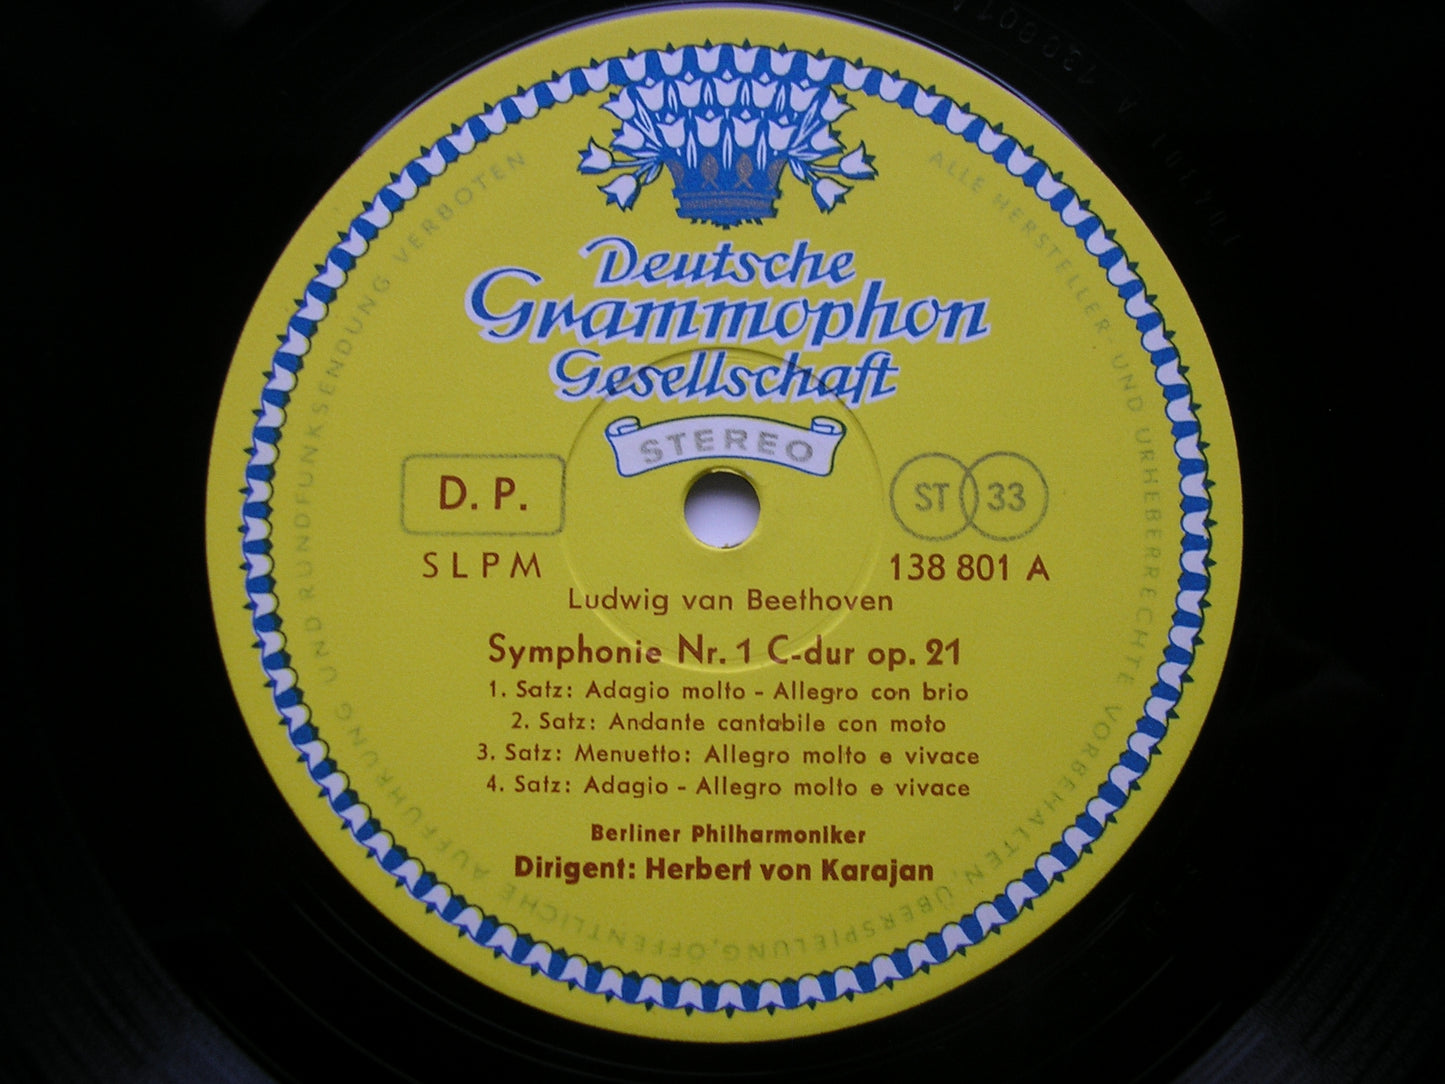 Deutsche
Grammophon
Gesellschaft
STEREO
D. P.
ST 33
SLPM
138 801 A
Ludwig van Beethoven
Symphonie Nr. 1 C-dur op. 21
1. Satz: Adagio molto - Allegro con brio
2. Satz: Andante cantabile con moto
3. Satz: Menuetto: Allegro molto e vivace
4. Satz: Adagio - Allegro molto e vivace
Berliner Philharmoniker
Dirigent: Herbert von Karajan
ALLE HERSTELLER- UND URHEBERRECHTE VORBEHALTEN, ÜBERSPIELUNG, ÖFFENTLICHE AUFFÜHRUNG UND RUNDFUNKSENDUNG VERBOTEN